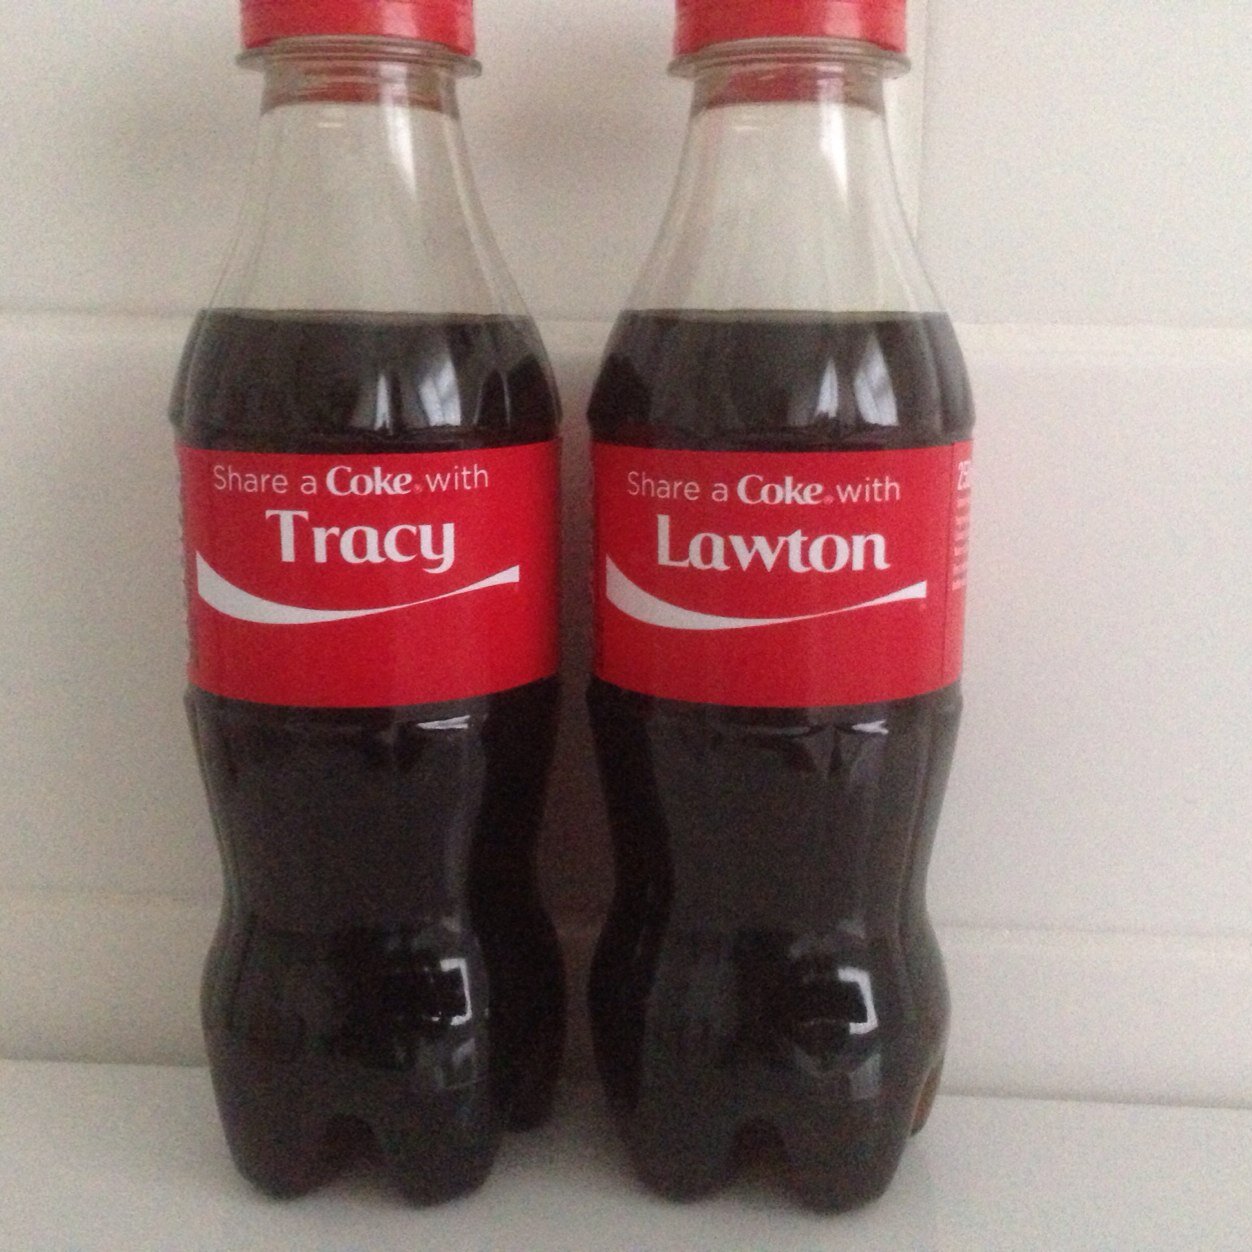 Share a Coke with
Tracy
Share a Coke with
Lawton